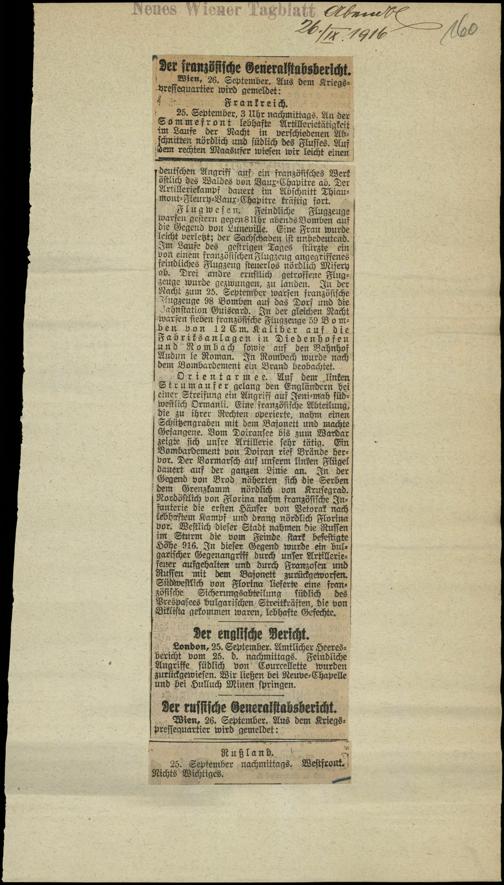 Neues Wiener Tagblatt
Abendbl
26./IX. 1916
160
Der französische Generalstabsbericht.
Wien, 26. September. Aus dem Kriegs-
pressequartier wird gemeldet:
Frankreich.
25. September, 3 Uhr nachmittags. An der
Sommefront lebhafte Artillerietätigkeit
im Laufe der Nacht in verschiedenen Ab-
schnitten nördlich und südlich des Flusses. Auf
dem rechten Maasufer wiesen wir leicht einen
deutschen Angriff auf ein französisches Werk
östlich des Waldes von Vaux-Chapitre ab. Der
Artilleriekampf dauert im Abschnitt Thiau-
mont-Fleury-Vaux-Chapitre kräftig fort.
Flugwesen. Feindliche Flugzeuge
warfen gestern gegen 8 Uhr abends Bomben auf
die Gegend von Luneville. Eine Frau wurde
leicht verletzt; der Sachschaden ist unbedeutend.
Im Laufe des gestrigen Tages stürzte ein
von einem französischen Flugzeug angegriffenes
feindliches Flugzeug steuerlos nördlich Misery
ab. Drei andre ernstlich getroffene Flug-
zeuge wurde gezwungen, zu landen. In der
Nacht zum 25. September warfen französische
Flugzeuge 98 Bomben auf das Dorf und die
Bahnstation Guiscard. In der gleichen Nacht
warfen sieben französische Flugzeuge 59 Bom-
ben von 12 Cm. Kaliber auf die
Fabriksanlagen in Diedenhofen
und Rombach sowie auf den Bahnhof
Audun le Roman. In Rombach wurde nach
dem Bombardement ein Brand beobachtet.
Orientarmee. Auf dem linken
Strumaufer gelang den Engländern bei
einer Streifung ein Angriff auf Jeni-mah süd-
westlich Ormanli. Eine französische Abteilung,
die zu ihrer Rechten operierte, nahm einen
Schützengraben mit dem Bajonett und machte
Gefangene. Vom Doiransee bis zum Wardar
zeigte sich unsre Artillerie sehr tätig. Ein
Bombardement von Doiran rief Brände her-
vor. Der Vormarsch auf unserm linken Flügel
dauert auf der ganzen Linie an. In der
Gegend von Brod näherten sich die Serben
dem Grenzkamm nördlich von Krusegrad.
Nordöstlich von Florina nahm französische In-
fanterie die ersten Häuser von Petorak nach
lebhaftem Kampf und drang nördlich Florina
vor. Westlich dieser Stadt nahmen die Russen
im Sturm die vom Feinde stark befestigte
Höhe 916. In dieser Gegend wurde ein bul-
garischer Gegenangriff durch unser Artillerie-
feuer aufgehalten und durch Franzosen und
Russen mit dem Bajonett zurückgeworfen.
Südwestlich von Florina lieferte eine fran-
zösische Sicherungsabteilung südlich des
Prespasees bulgarischen Streitkräften, die von
Biklista gekommen waren, lebhafte Gefechte.
Der englische Bericht.
London, 25. September. Amtlicher Heeres-
bericht vom 25. d. nachmittags. Feindliche
Angriffe südlich von Courcellette wurden
zurückgewiesen. Wir ließen bei Neuve-Chapelle
und bei Hulluch Minen springen.
Der russische Generalstabsbericht.
Wien, 26. September. Aus dem Kriegs-
pressequartier wird gemeldet:
Rußland.
25. September nachmittags. Westfront.
Nichts Wichtiges.